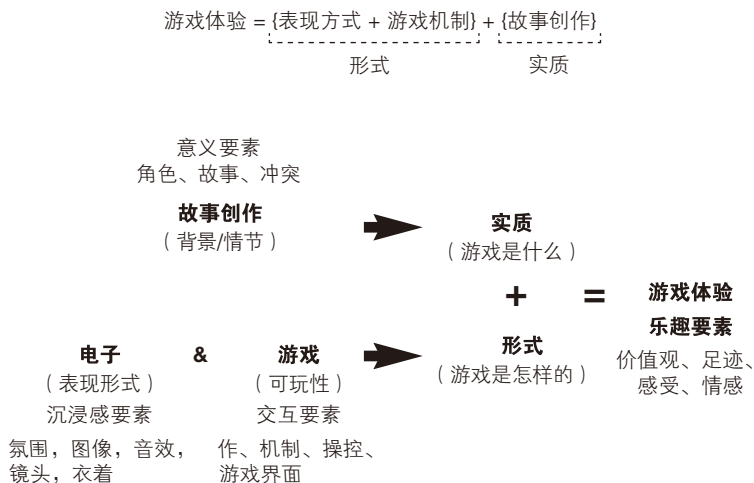 游戏体验 = {表现方式 + 游戏机制} + {故事创作}
形式 实质
意义要素
角色、故事、冲突
故事创作
（背景/情节）
实质
（游戏是什么）
+ =
游戏体验
乐趣要素
价值观、足迹、
感受、情感
电子 & 游戏
（表现形式） （可玩性）
形式
（游戏是怎样的）
沉浸感要素 交互要素
氛围，图像，音效， 作、机制、操控、
镜头，衣着 游戏界面